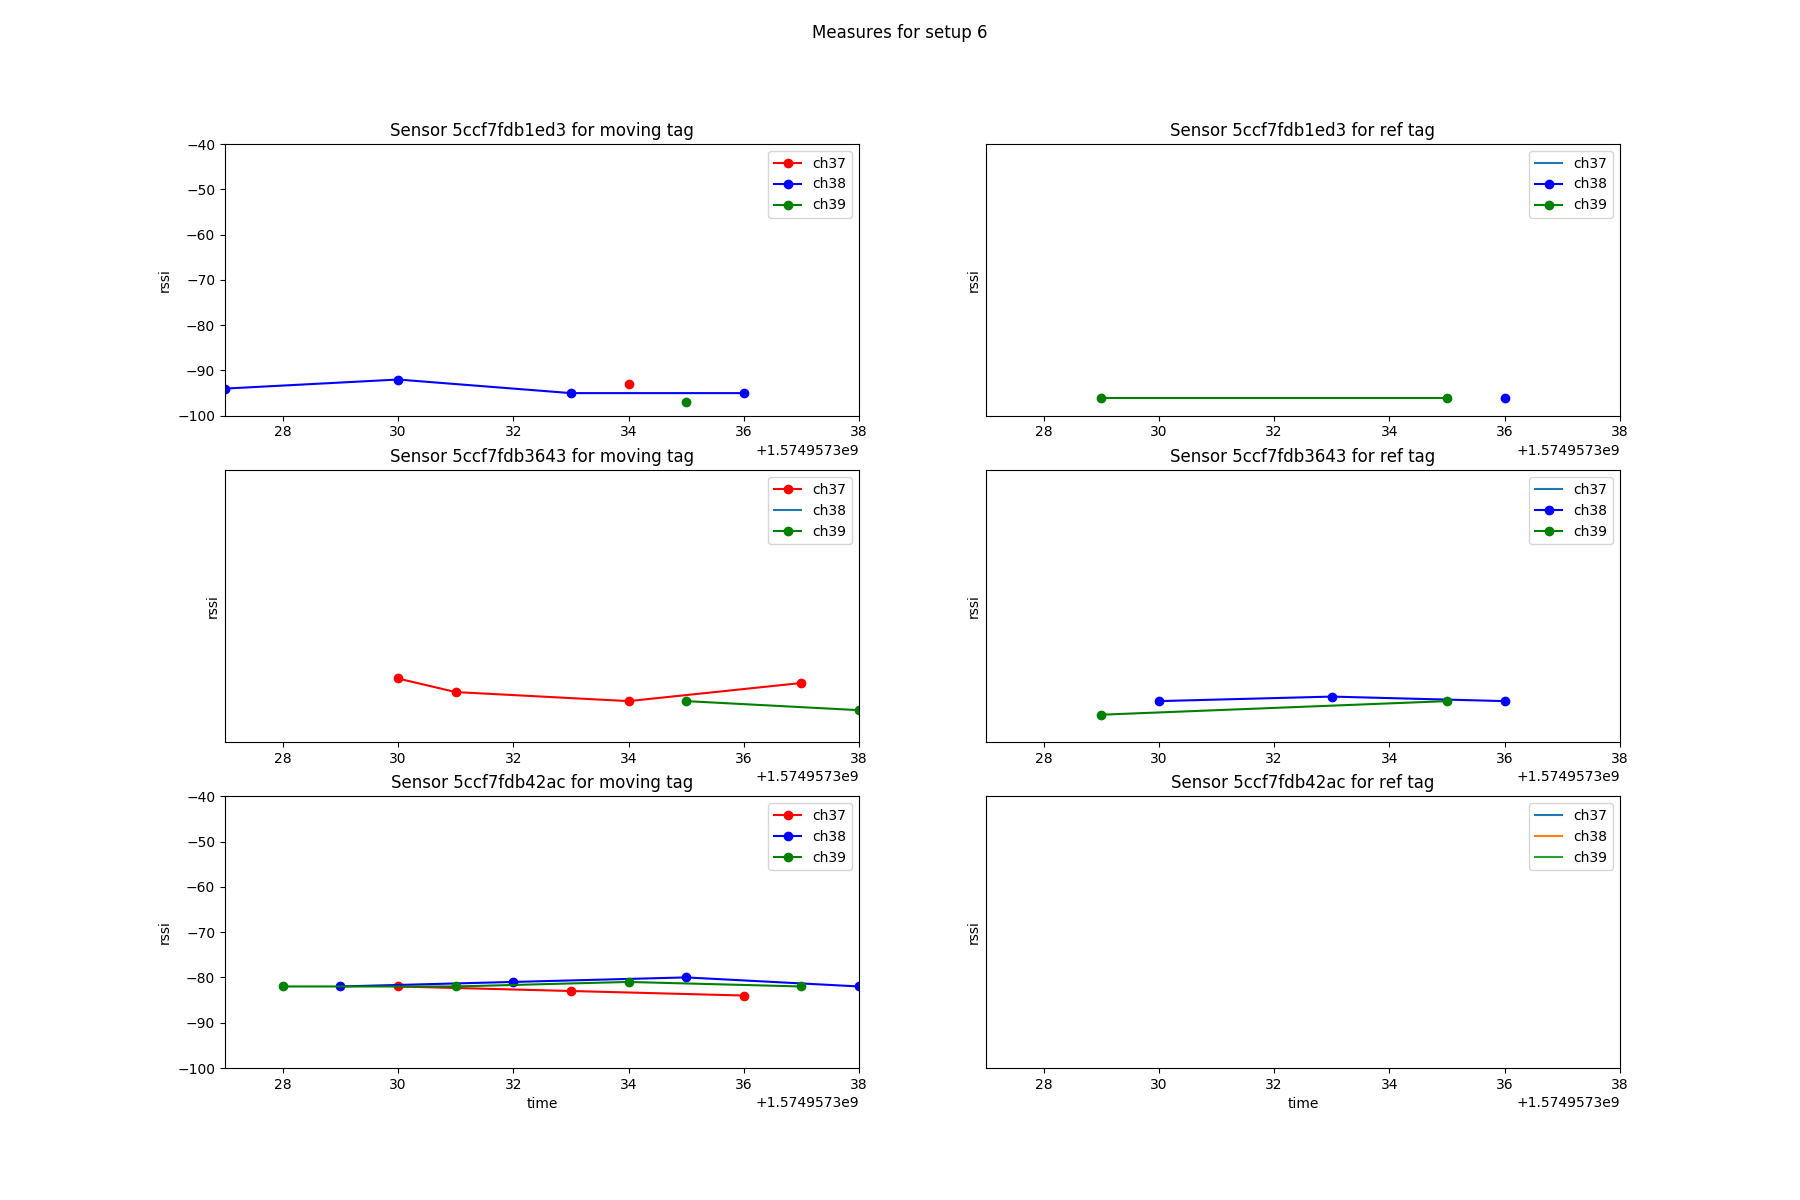 Measures for setup 6
Sensor 5ccf7fdb1ed3 for moving tag
−40
−50
−60
−70
−80
−90
−100
rssi
ch37
ch38
ch39
28 30 32 34 36 38
+1.5749573e9
Sensor 5ccf7fdb1ed3 for ref tag
rssi
ch37
ch38
ch39
28 30 32 34 36 38
+1.5749573e9
Sensor 5ccf7fdb3643 for moving tag
rssi
ch37
ch38
ch39
28 30 32 34 36 38
+1.5749573e9
Sensor 5ccf7fdb3643 for ref tag
rssi
ch37
ch38
ch39
28 30 32 34 36 38
+1.5749573e9
Sensor 5ccf7fdb42ac for moving tag
−40
−50
−60
−70
−80
−90
−100
rssi
ch37
ch38
ch39
28 30 32 34 36 38
time
+1.5749573e9
Sensor 5ccf7fdb42ac for ref tag
rssi
ch37
ch38
ch39
28 30 32 34 36 38
time
+1.5749573e9